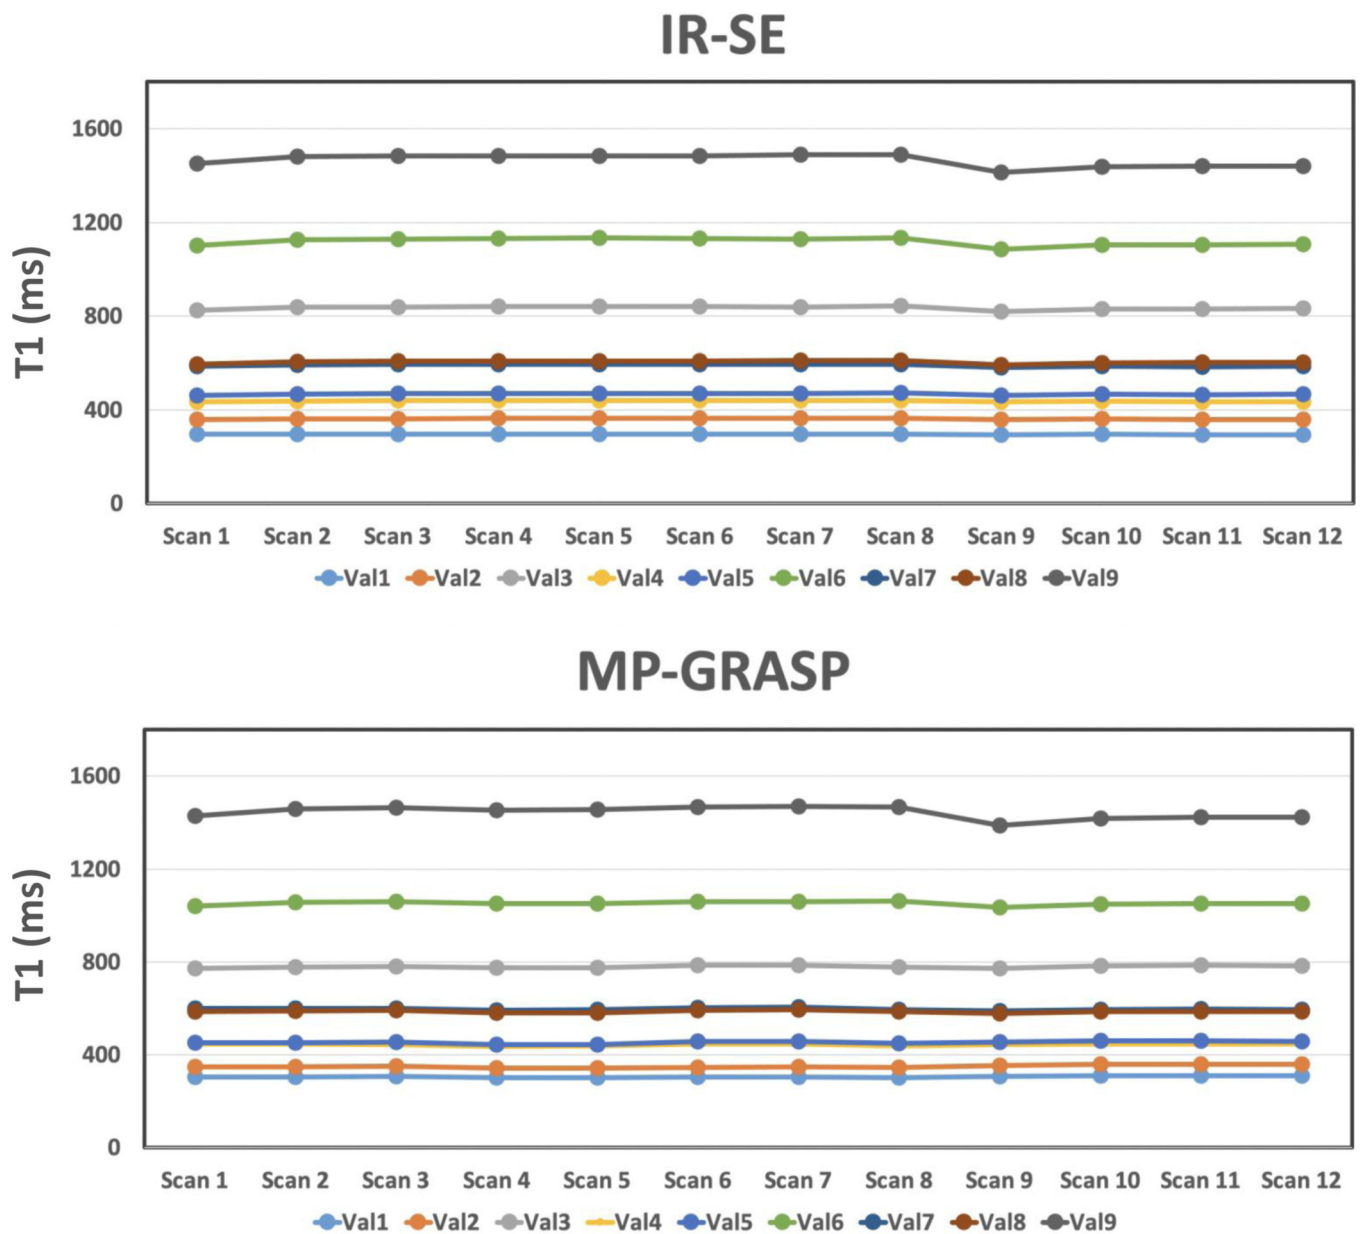 IR-SE
T1 (ms)
1600
1200
800
400
0
Scan 1 Scan 2 Scan 3 Scan 4 Scan 5 Scan 6 Scan 7 Scan 8 Scan 9 Scan 10 Scan 11 Scan 12
Val1 Val2 Val3 Val4 Val5 Val6 Val7 Val8 Val9
MP-GRASP
T1 (ms)
1600
1200
800
400
0
Scan 1 Scan 2 Scan 3 Scan 4 Scan 5 Scan 6 Scan 7 Scan 8 Scan 9 Scan 10 Scan 11 Scan 12
Val1 Val2 Val3 Val4 Val5 Val6 Val7 Val8 Val9